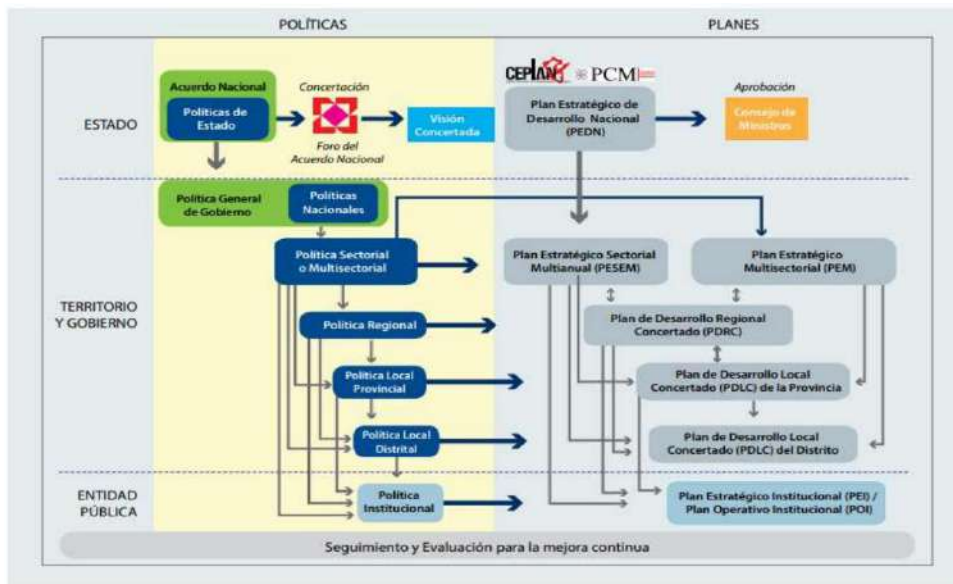 POLÍTICAS
PLANES
ESTADO
Acuerdo Nacional
Políticas de
Estado
Concertación
Foro del
Acuerdo Nacional
Visión
Concertada
CEPLAN
PCM
Plan Estratégico de
Desarrollo Nacional
(PEDN)
Aprobación
Consejo de
Ministros
TERRITORIO
Y GOBIERNO
Política General
de Gobierno
Políticas
Nacionales
Política Sectorial
o Multisectorial
Plan Estratégico Sectorial
Multianual (PESEM)
Plan Estratégico
Multisectorial (PEM)
Política Regional
Plan de Desarrollo Regional
Concertado (PDRC)
Política Local
Provincial
Plan de Desarrollo Local
Concertado (PDLC) de la Provincia
Política Local
Distrital
Plan de Desarrollo Local
Concertado (PDLC) del Distrito
ENTIDAD
PÚBLICA
Política
Institucional
Plan Estratégico Institucional (PEI) /
Plan Operativo Institucional (POI)
Seguimiento y Evaluación para la mejora continua